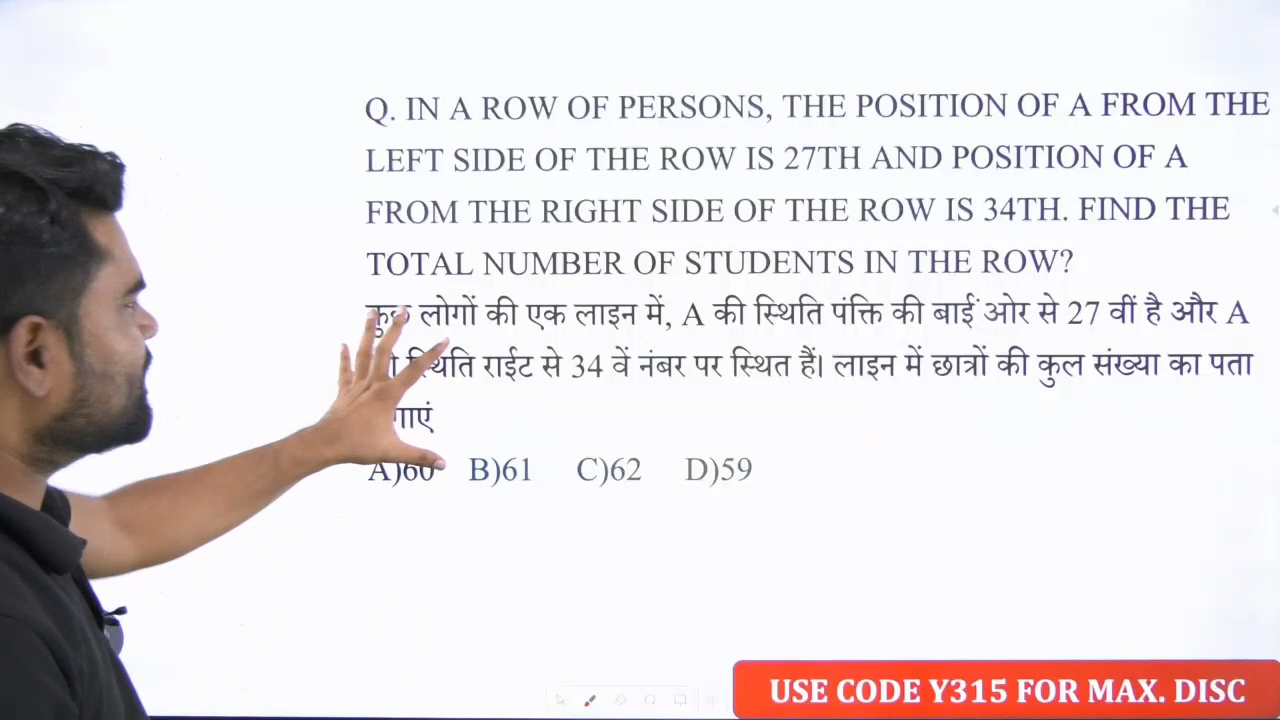 Q. IN A ROW OF PERSONS, THE POSITION OF A FROM THE
LEFT SIDE OF THE ROW IS 27TH AND POSITION OF A
FROM THE RIGHT SIDE OF THE ROW IS 34TH. FIND THE
TOTAL NUMBER OF STUDENTS IN THE ROW?
कुल लोगों की एक लाइन में, A की स्थिति पंक्ति की बाईं ओर से 27 वीं है और A
स्थिति राईट से 34 वें नंबर पर स्थित हैं। लाइन में छात्रों की कुल संख्या का पता
A)60 B)61 C)62 D)59
USE CODE Y315 FOR MAX. DISC